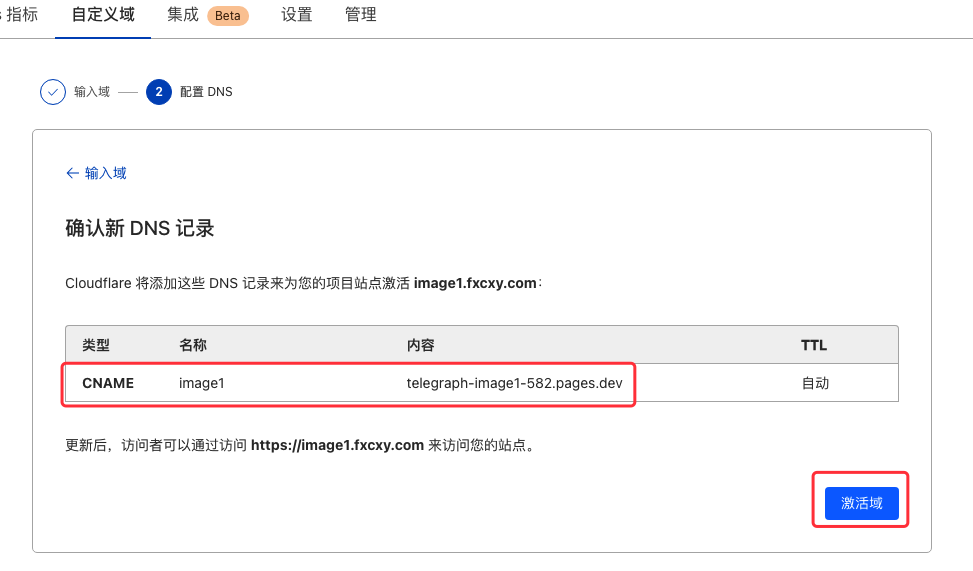 指标 自定义域 集成 Beta 设置 管理
输入域 2 配置 DNS
← 输入域
确认新 DNS 记录
Cloudflare 将添加这些 DNS 记录来为您的项目站点激活 image1.fxcxy.com：
类型 名称 内容 TTL
CNAME image1 telegraph-image1-582.pages.dev 自动
更新后，访问者可以通过访问 https://image1.fxcxy.com 来访问您的站点。
激活域